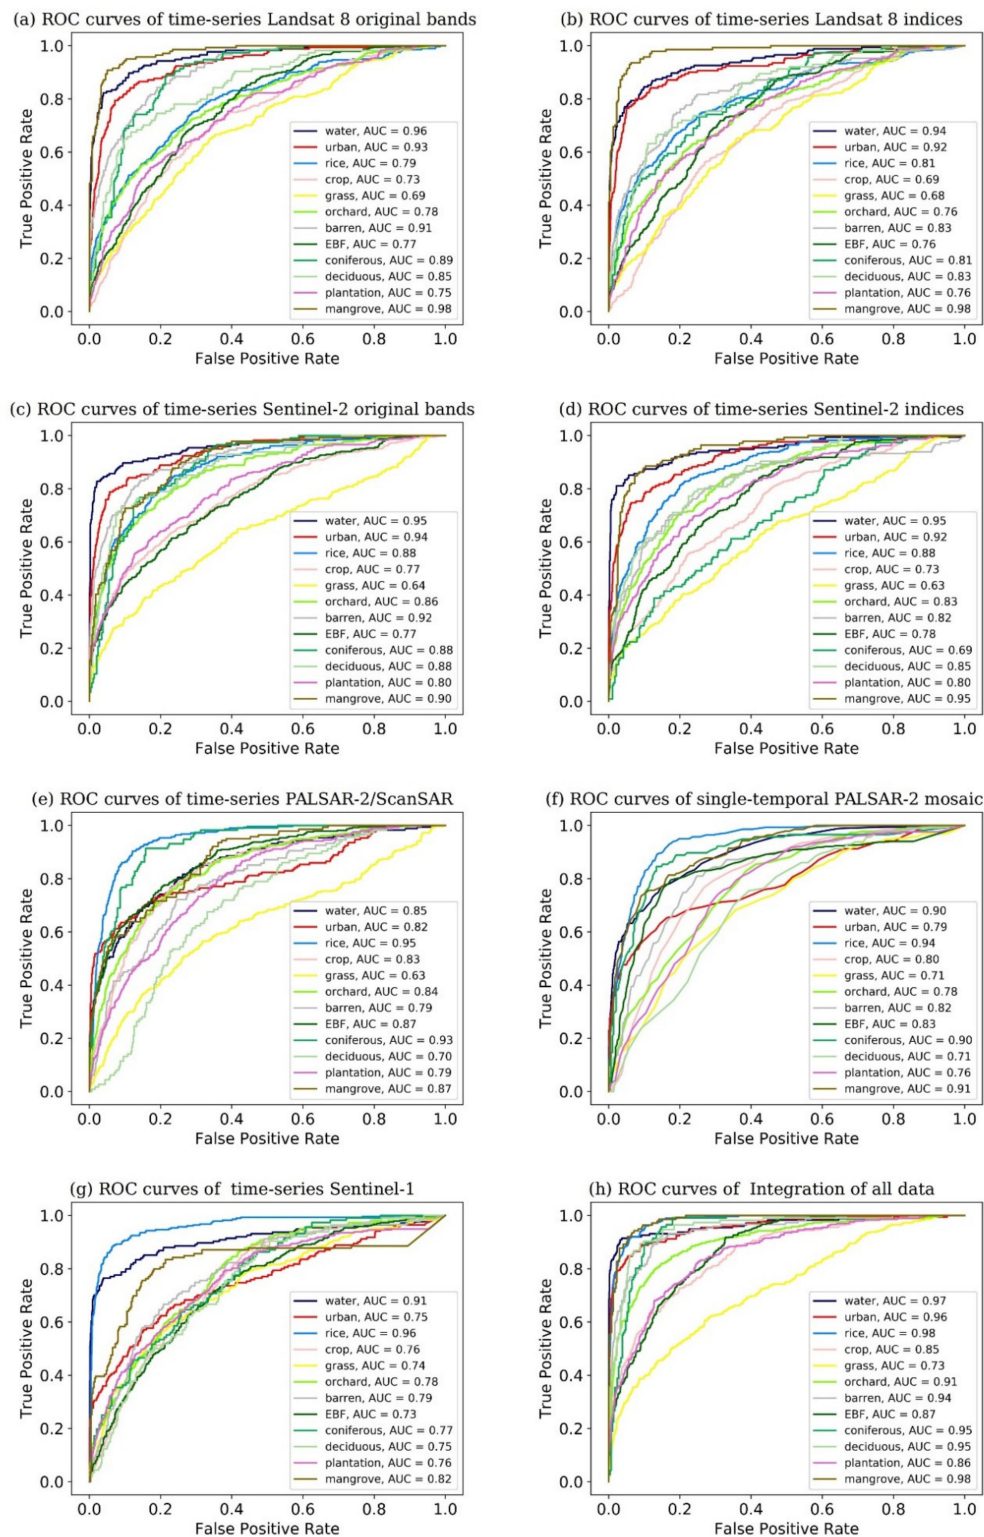 (a) ROC curves of time-series Landsat 8 original bands
True Positive Rate
1.0
0.8
0.6
0.4
0.2
0.0
water, AUC = 0.96
urban, AUC = 0.93
rice, AUC = 0.79
crop, AUC = 0.73
grass, AUC = 0.69
orchard, AUC = 0.78
barren, AUC = 0.91
EBF, AUC = 0.77
coniferous, AUC = 0.89
deciduous, AUC = 0.85
plantation, AUC = 0.75
mangrove, AUC = 0.98
0.0 0.2 0.4 0.6 0.8 1.0
False Positive Rate
(b) ROC curves of time-series Landsat 8 indices
True Positive Rate
1.0
0.8
0.6
0.4
0.2
0.0
water, AUC = 0.94
urban, AUC = 0.92
rice, AUC = 0.81
crop, AUC = 0.69
grass, AUC = 0.68
orchard, AUC = 0.76
barren, AUC = 0.83
EBF, AUC = 0.76
coniferous, AUC = 0.81
deciduous, AUC = 0.83
plantation, AUC = 0.76
mangrove, AUC = 0.98
0.0 0.2 0.4 0.6 0.8 1.0
False Positive Rate
(c) ROC curves of time-series Sentinel-2 original bands
True Positive Rate
1.0
0.8
0.6
0.4
0.2
0.0
water, AUC = 0.95
urban, AUC = 0.94
rice, AUC = 0.88
crop, AUC = 0.77
grass, AUC = 0.64
orchard, AUC = 0.86
barren, AUC = 0.92
EBF, AUC = 0.77
coniferous, AUC = 0.88
deciduous, AUC = 0.88
plantation, AUC = 0.80
mangrove, AUC = 0.90
0.0 0.2 0.4 0.6 0.8 1.0
False Positive Rate
(d) ROC curves of time-series Sentinel-2 indices
True Positive Rate
1.0
0.8
0.6
0.4
0.2
0.0
water, AUC = 0.95
urban, AUC = 0.92
rice, AUC = 0.88
crop, AUC = 0.73
grass, AUC = 0.63
orchard, AUC = 0.83
barren, AUC = 0.82
EBF, AUC = 0.78
coniferous, AUC = 0.69
deciduous, AUC = 0.85
plantation, AUC = 0.80
mangrove, AUC = 0.95
0.0 0.2 0.4 0.6 0.8 1.0
False Positive Rate
(e) ROC curves of time-series PALSAR-2/ScanSAR
True Positive Rate
1.0
0.8
0.6
0.4
0.2
0.0
water, AUC = 0.85
urban, AUC = 0.82
rice, AUC = 0.95
crop, AUC = 0.83
grass, AUC = 0.63
orchard, AUC = 0.84
barren, AUC = 0.79
EBF, AUC = 0.87
coniferous, AUC = 0.93
deciduous, AUC = 0.70
plantation, AUC = 0.79
mangrove, AUC = 0.87
0.0 0.2 0.4 0.6 0.8 1.0
False Positive Rate
(f) ROC curves of single-temporal PALSAR-2 mosaic
True Positive Rate
1.0
0.8
0.6
0.4
0.2
0.0
water, AUC = 0.90
urban, AUC = 0.79
rice, AUC = 0.94
crop, AUC = 0.80
grass, AUC = 0.71
orchard, AUC = 0.78
barren, AUC = 0.82
EBF, AUC = 0.83
coniferous, AUC = 0.90
deciduous, AUC = 0.71
plantation, AUC = 0.76
mangrove, AUC = 0.91
0.0 0.2 0.4 0.6 0.8 1.0
False Positive Rate
(g) ROC curves of time-series Sentinel-1
True Positive Rate
1.0
0.8
0.6
0.4
0.2
0.0
water, AUC = 0.91
urban, AUC = 0.75
rice, AUC = 0.96
crop, AUC = 0.76
grass, AUC = 0.74
orchard, AUC = 0.78
barren, AUC = 0.79
EBF, AUC = 0.73
coniferous, AUC = 0.77
deciduous, AUC = 0.75
plantation, AUC = 0.76
mangrove, AUC = 0.82
0.0 0.2 0.4 0.6 0.8 1.0
False Positive Rate
(h) ROC curves of Integration of all data
True Positive Rate
1.0
0.8
0.6
0.4
0.2
0.0
water, AUC = 0.97
urban, AUC = 0.96
rice, AUC = 0.98
crop, AUC = 0.85
grass, AUC = 0.73
orchard, AUC = 0.91
barren, AUC = 0.94
EBF, AUC = 0.87
coniferous, AUC = 0.95
deciduous, AUC = 0.95
plantation, AUC = 0.86
mangrove, AUC = 0.98
0.0 0.2 0.4 0.6 0.8 1.0
False Positive Rate